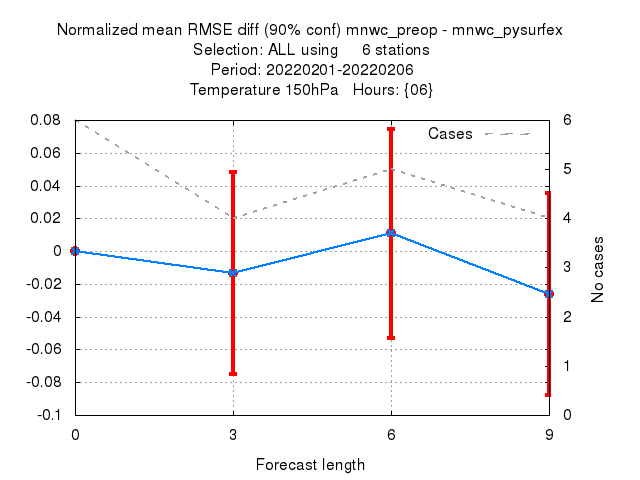 Normalized mean RMSE diff (90% conf) mnwc_preop - mnwc_pysurfex
Selection: ALL using 6 stations
Period: 20220201-20220206
Temperature 150hPa Hours: {06}
Cases
0.08
0.06
0.04
0.02
0
-0.02
-0.04
-0.06
-0.08
-0.1
6
5
4
3
2
1
0
No cases
0 3 6 9
Forecast length